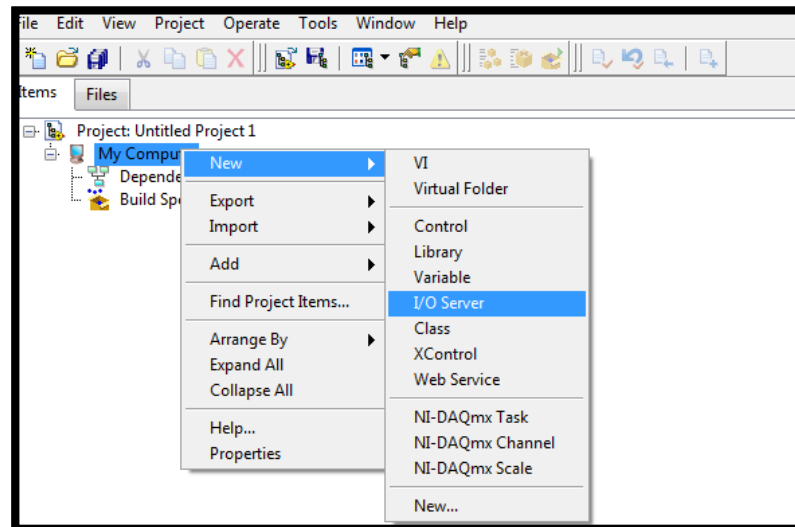 File Edit View Project Operate Tools Window Help
Items Files
Project: Untitled Project 1
My Compu
Depende
Build Spe
New
Export
Import
Add
Find Project Items...
Arrange By
Expand All
Collapse All
Help...
Properties
VI
Virtual Folder
Control
Library
Variable
I/O Server
Class
XControl
Web Service
NI-DAQmx Task
NI-DAQmx Channel
NI-DAQmx Scale
New...